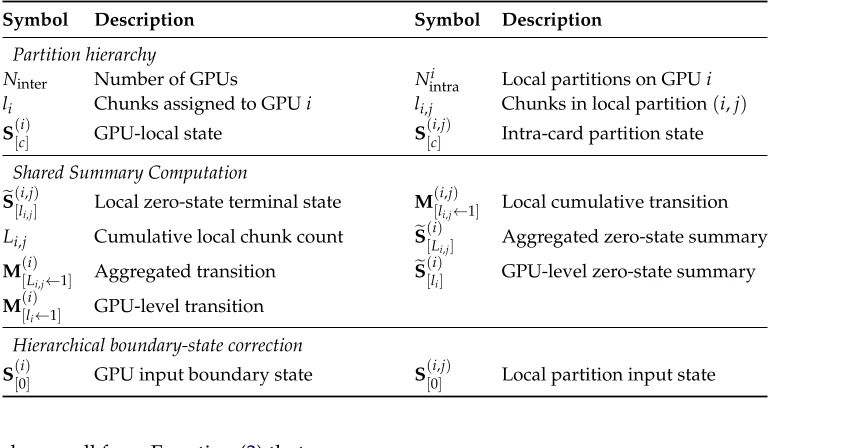 Symbol Description Symbol Description
Partition hierarchy
N_inter Number of GPUs N^i_intra Local partitions on GPU i
l_i Chunks assigned to GPU i l_{i,j} Chunks in local partition (i, j)
S^{(i)}_{[c]} GPU-local state S^{(i,j)}_{[c]} Intra-card partition state
Shared Summary Computation
S̃^{(i,j)}_{[l_{i,j}]} Local zero-state terminal state M^{(i,j)}_{[l_{i,j}←1]} Local cumulative transition
L_{i,j} Cumulative local chunk count S̃^{(i)}_{[L_{i,j}]} Aggregated zero-state summary
M^{(i)}_{[L_{i,j}←1]} Aggregated transition S̃^{(i)}_{[l_i]} GPU-level zero-state summary
M^{(i)}_{[l_i←1]} GPU-level transition
Hierarchical boundary-state correction
S^{(i)}_{[0]} GPU input boundary state S^{(i,j)}_{[0]} Local partition input state